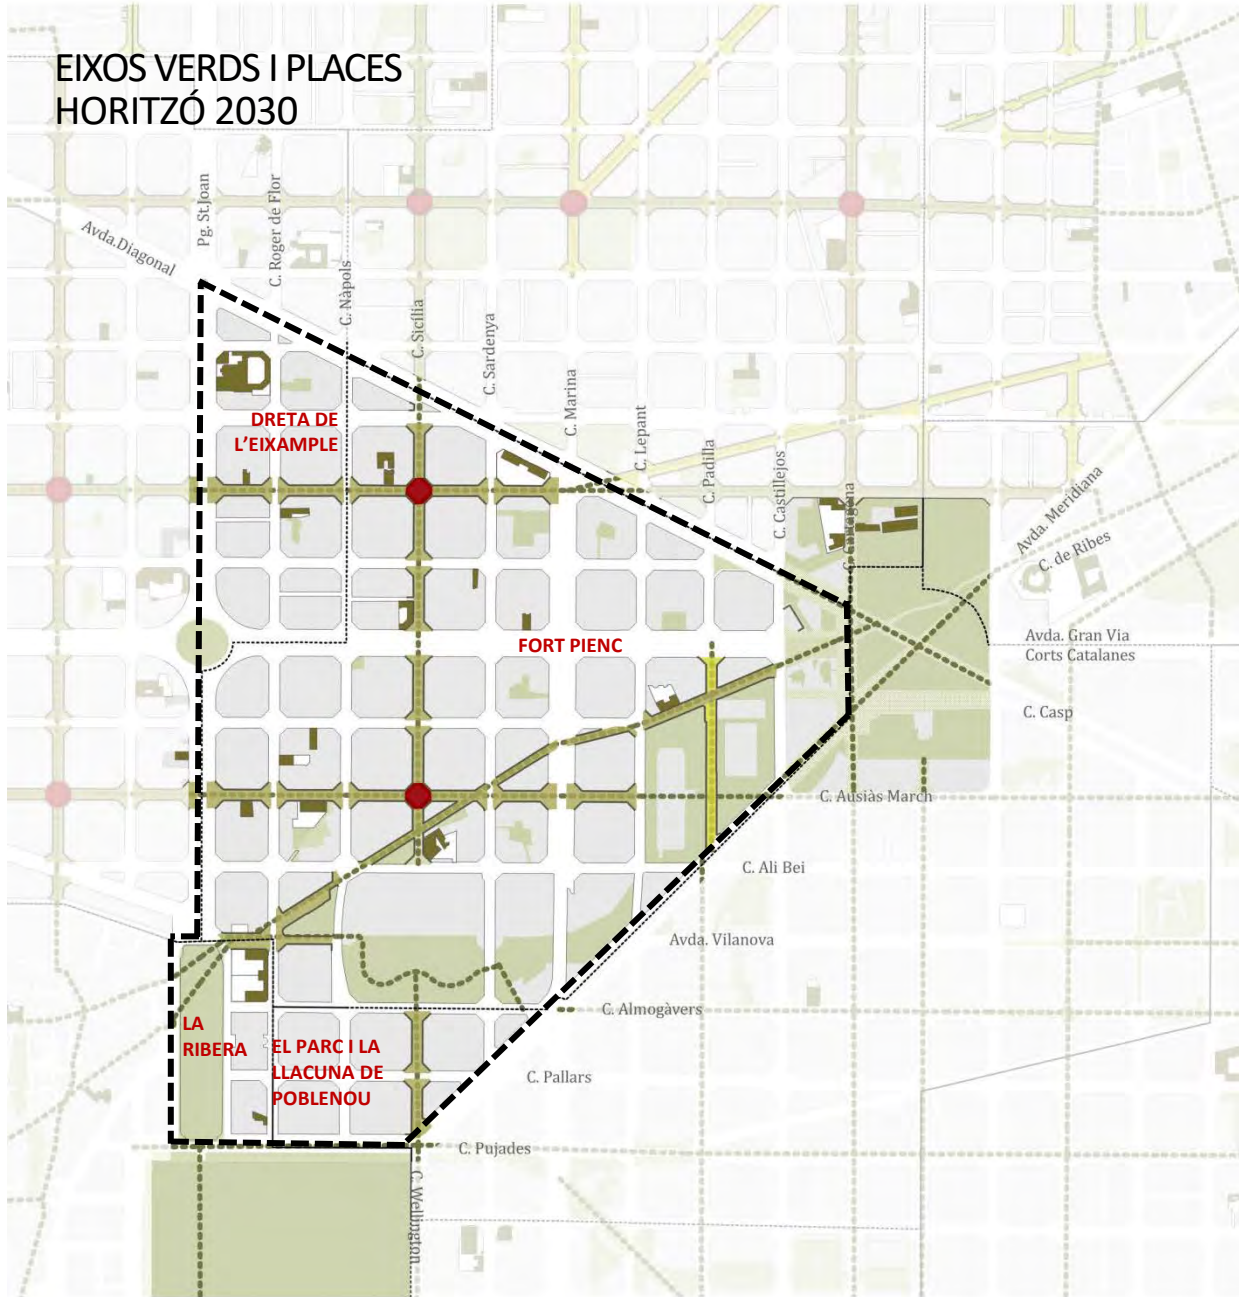 EIXOS VERDS I PLACES
HORITZÓ 2030
Avda.Diagonal
Pg. St.Joan
C. Roger de Flor
C. Nàpols
C. Sicília
C. Sardenya
C. Marina
C. Lepant
C. Padilla
C. Castillejos
C. Cartagena
Avda. Meridiana
C. de Ribes
DRETA DE
L'EIXAMPLE
FORT PIENC
Avda. Gran Via
Corts Catalanes
C. Casp
C. Ausiàs March
C. Ali Bei
Avda. Vilanova
C. Almogàvers
LA
RIBERA
EL PARC I LA
LLACUNA DE
POBLENOU
C. Pallars
C. Pujades
C. Wellington